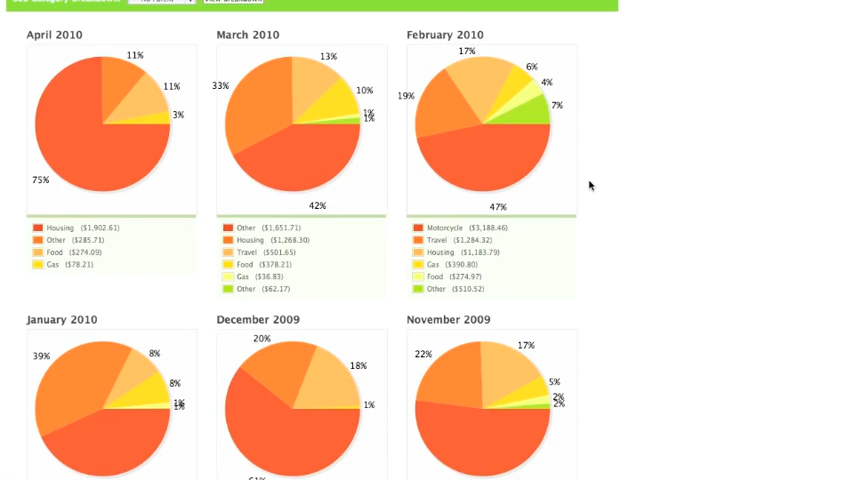 April 2010
11%
11%
3%
75%
Housing ($1,902.61)
Other ($285.71)
Food ($274.09)
Gas ($78.21)
March 2010
13%
33%
10%
1%
1%
42%
Other ($1,651.71)
Housing ($1,268.30)
Travel ($501.65)
Food ($378.21)
Gas ($36.83)
Other ($62.17)
February 2010
17%
6%
4%
19%
7%
47%
Motorcycle ($3,188.46)
Travel ($1,284.32)
Housing ($1,183.79)
Gas ($390.80)
Food ($274.97)
Other ($510.52)
January 2010
39%
8%
8%
1%
1%
December 2009
20%
18%
1%
November 2009
22%
17%
5%
2%
2%